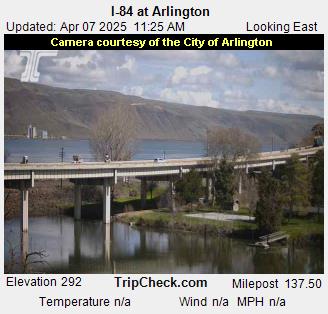 I-84 at Arlington
Updated: Apr 07 2025 11:25 AM Looking East
Camera courtesy of the City of Arlington
Elevation 292 TripCheck.com Milepost 137.50
Temperature n/a Wind n/a MPH n/a